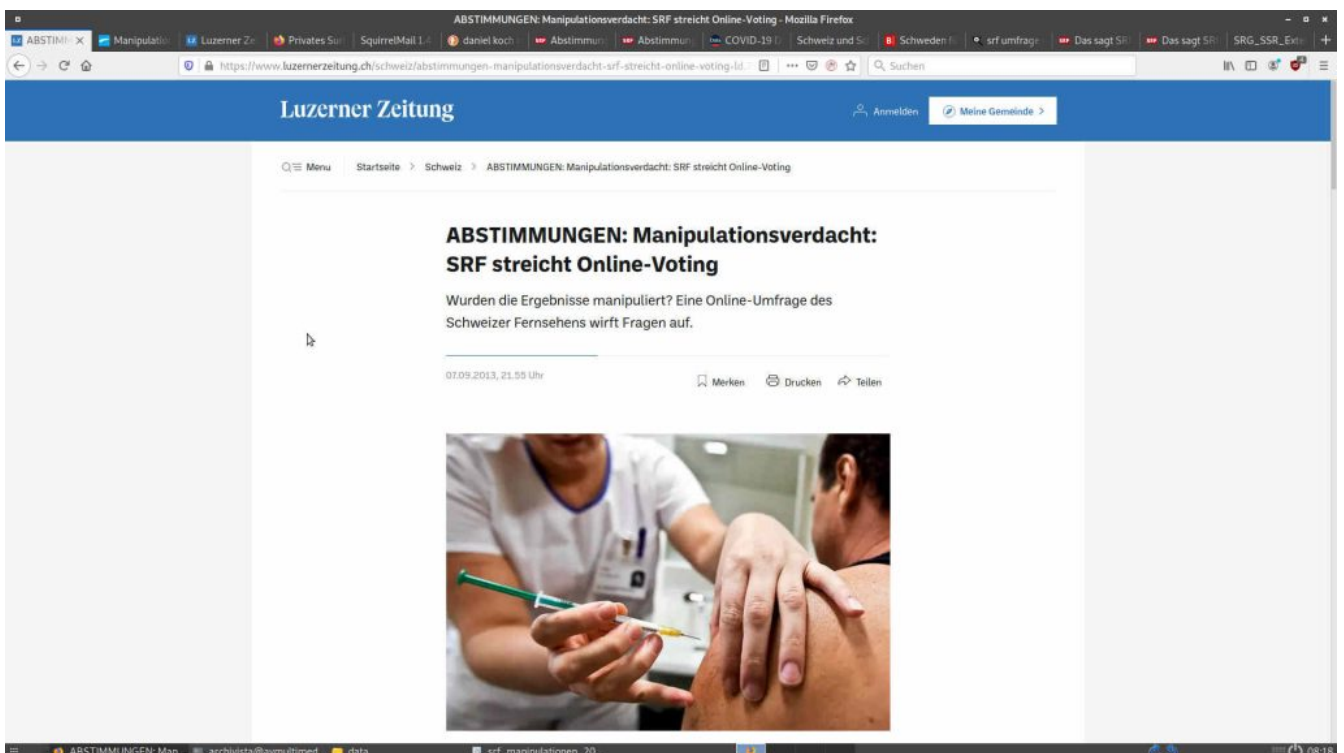 ABSTIMMUNGEN: Manipulationsverdacht: SRF streicht Online-Voting - Mozilla Firefox
ABSTIM
Manipulatio
Luzerner Ze
Privates Sur
SquirrelMail 1.4
daniel koch
Abstimmun
Abstimmun
COVID-19 D
Schweiz und Sc
Schweden
srf umfrage
Das sagt SR
Das sagt SR
SRG_SSR_Ext
https://www.luzernerzeitung.ch/schweiz/abstimmungen-manipulationsverdacht-srf-streicht-online-voting-ld.
Suchen
Luzerner Zeitung
Anmelden
Meine Gemeinde >
Menu
Startseite > Schweiz > ABSTIMMUNGEN: Manipulationsverdacht: SRF streicht Online-Voting
ABSTIMMUNGEN: Manipulationsverdacht:
SRF streicht Online-Voting
Wurden die Ergebnisse manipuliert? Eine Online-Umfrage des
Schweizer Fernsehens wirft Fragen auf.
07.09.2013, 21.55 Uhr
Merken
Drucken
Teilen
ABSTIMMUNGEN: Man
archivista@avmultimed
data
srf_manipulationen_20
08:18